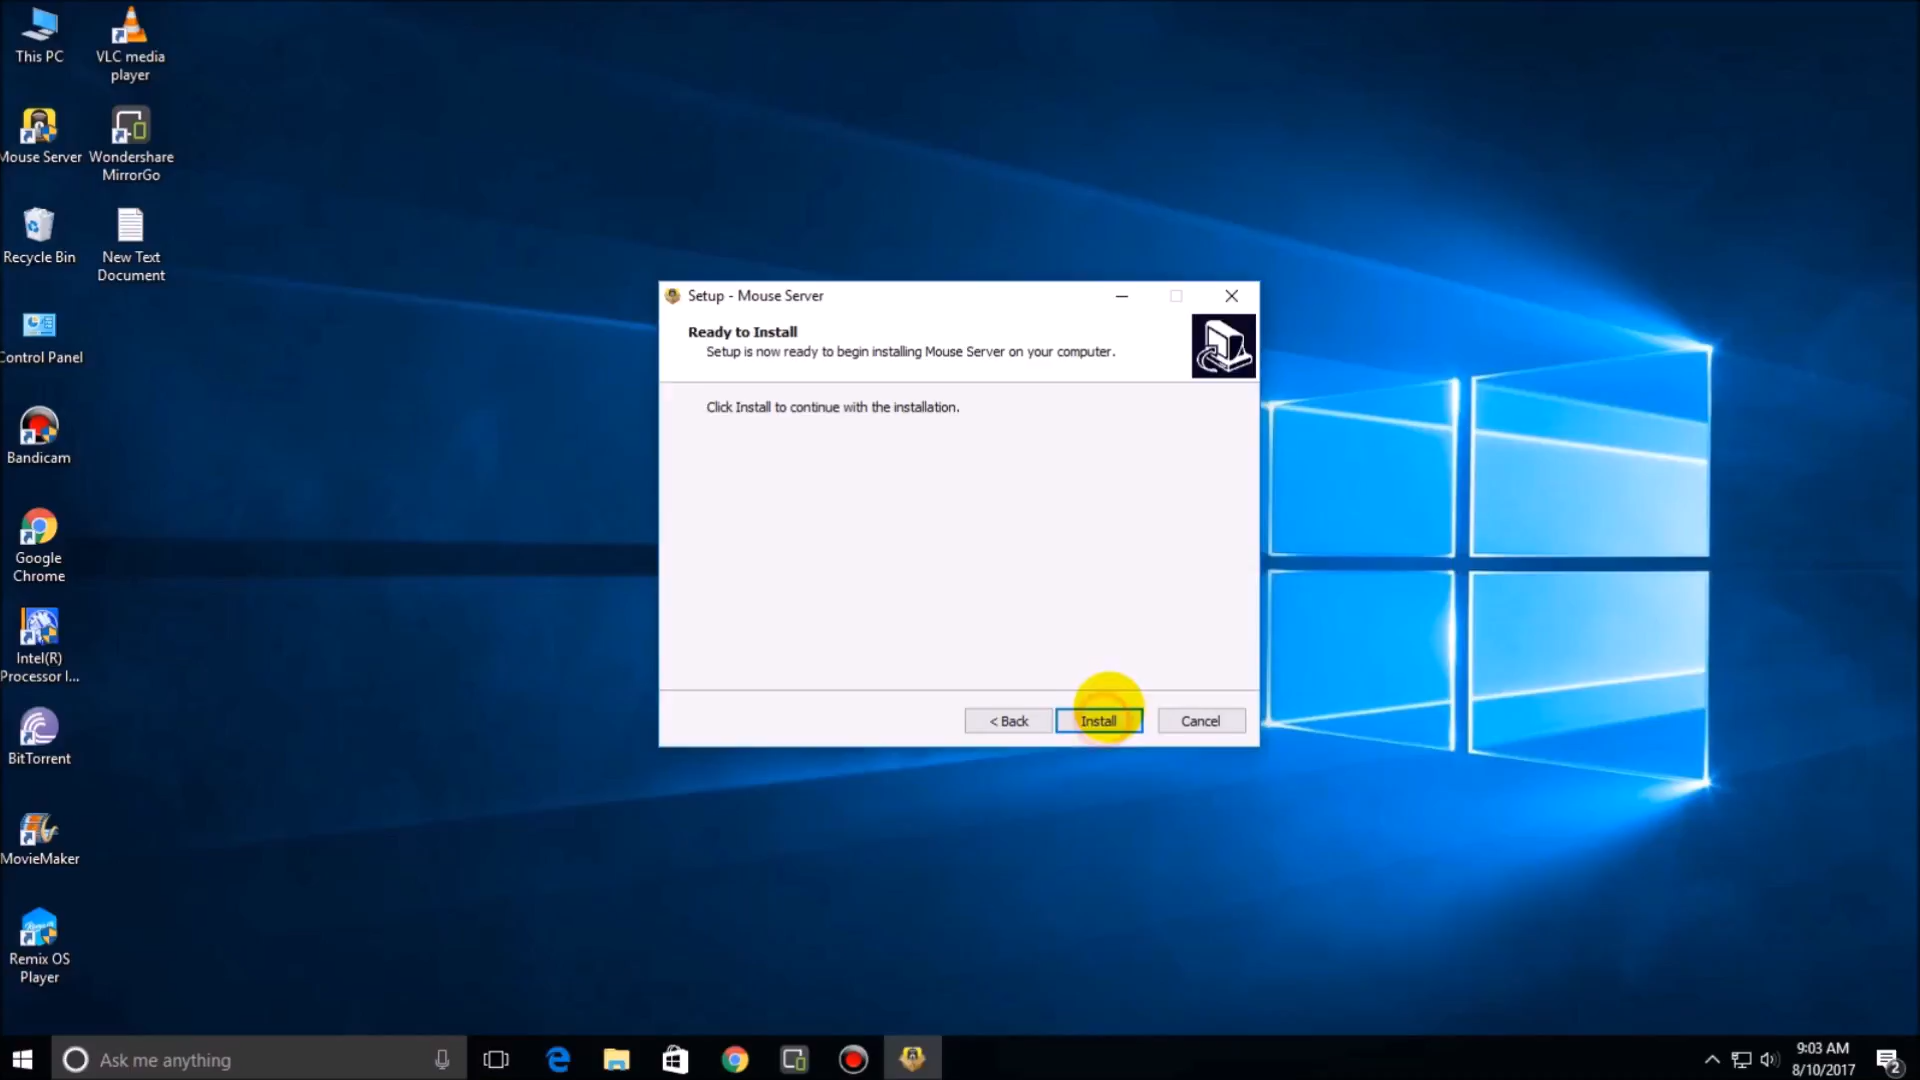 This PC
VLC media
player
Mouse Server
Wondershare
MirrorGo
Recycle Bin
New Text
Document
Control Panel
Bandicam
Google
Chrome
Intel(R)
Processor I...
BitTorrent
MovieMaker
Remix OS
Player
Setup - Mouse Server
Ready to Install
Setup is now ready to begin installing Mouse Server on your computer.
Click Install to continue with the installation.
< Back
Install
Cancel
Ask me anything
9:03 AM
8/10/2017
2